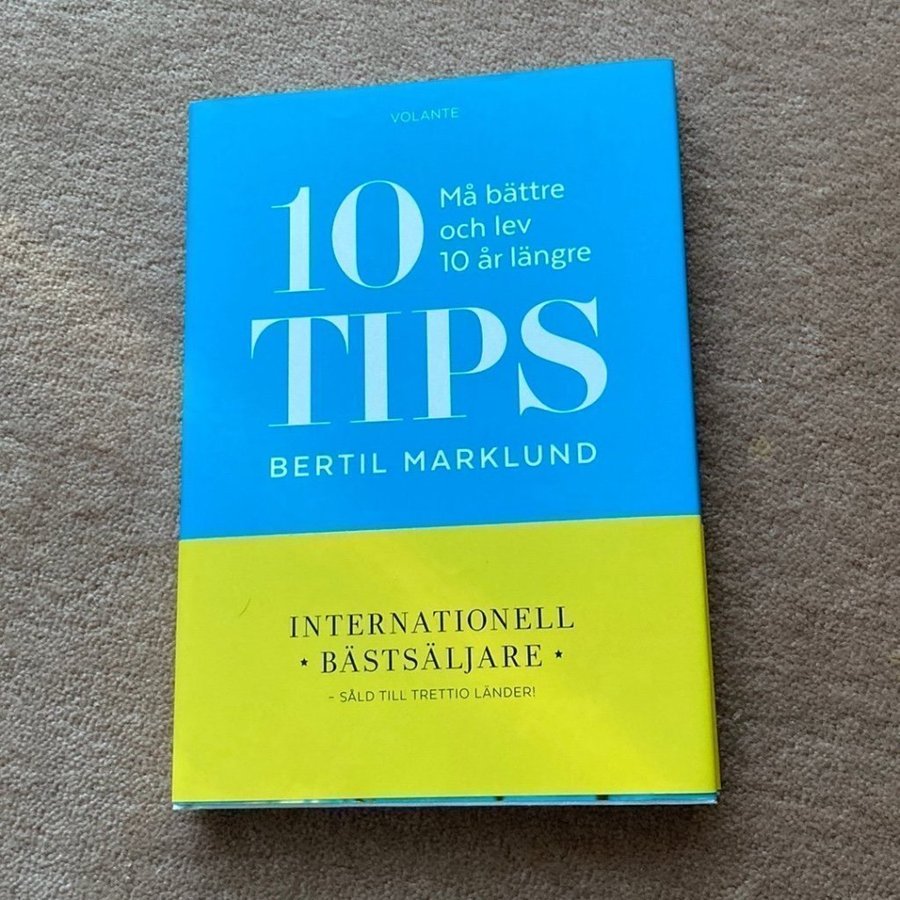 VOLANTE
10
Må bättre
och lev
10 år längre
TIPS
BERTIL MARKLUND
INTERNATIONELL
★ BÄSTSÄLJARE ★
– SÅLD TILL TRETTIO LÄNDER!